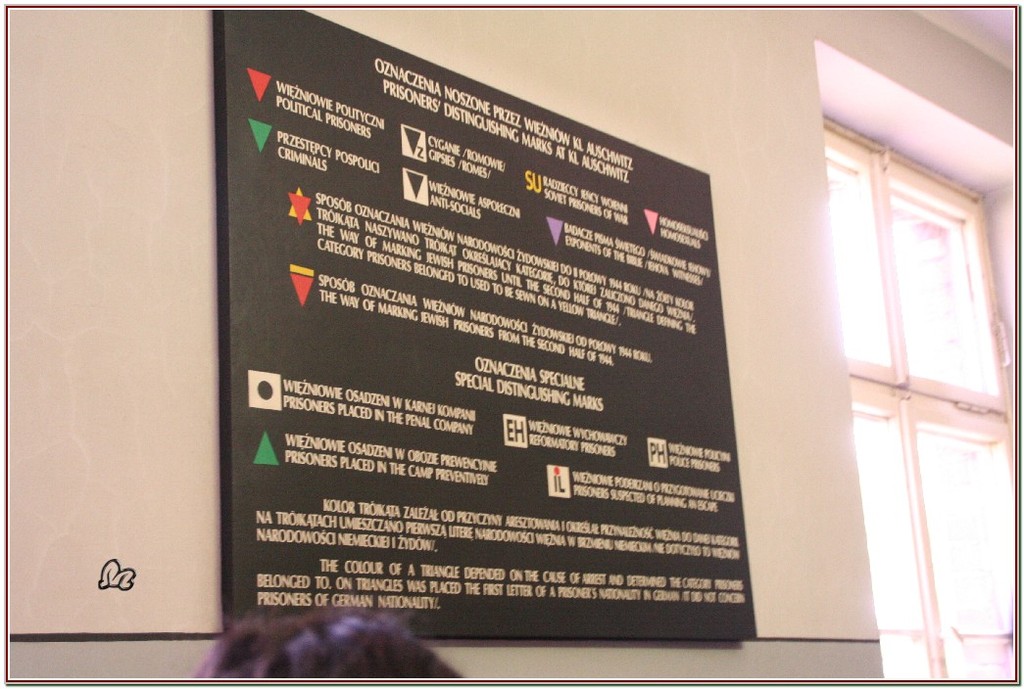 OZNACZENIA NOSZONE PRZEZ WIĘŹNIÓW KL AUSCHWITZ
PRISONERS' DISTINGUISHING MARKS AT KL AUSCHWITZ
WIĘŹNIOWIE POLITYCZNI
POLITICAL PRISONERS
PRZESTĘPCY POSPOLICI
CRIMINALS
Z
CYGANIE /ROMOWIE/
GIPSIES /ROMES/
WIĘŹNIOWIE ASPOŁECZNI
ANTI-SOCIALS
SU
RADZIECCY JEŃCY WOJENNI
SOVIET PRISONERS OF WAR
BADACZE PISMA ŚWIĘTEGO /ŚWIADKOWIE JEHOWY/
EXPONENTS OF THE BIBLE /JEHOVA WITNESSES/
HOMOSEKSUALIŚCI
HOMOSEXUALS
SPOSÓB OZNACZANIA WIĘŹNIÓW NARODOWOŚCI ŻYDOWSKIEJ DO II POŁOWY 1944 ROKU /NA ŻÓŁTY KOLOR
TRÓJKĄTA NASZYWANO TRÓJKĄT OKREŚLAJĄCY KATEGORIĘ, DO KTÓREJ ZALICZONO DANEGO WIĘŹNIA/.
THE WAY OF MARKING JEWISH PRISONERS UNTIL THE SECOND HALF OF 1944 /TRIANGLE DEFINING THE
CATEGORY PRISONERS BELONGED TO USED TO BE SEWN ON A YELLOW TRIANGLE/.
SPOSÓB OZNACZANIA WIĘŹNIÓW NARODOWOŚCI ŻYDOWSKIEJ OD POŁOWY 1944 ROKU.
THE WAY OF MARKING JEWISH PRISONERS FROM THE SECOND HALF OF 1944.
OZNACZENIA SPECJALNE
SPECIAL DISTINGUISHING MARKS
WIĘŹNIOWIE OSADZENI W KARNEJ KOMPANII
PRISONERS PLACED IN THE PENAL COMPANY
WIĘŹNIOWIE OSADZENI W OBOZIE PREWENCYJNIE
PRISONERS PLACED IN THE CAMP PREVENTIVELY
EH
WIĘŹNIOWIE WYCHOWAWCZY
REFORMATORY PRISONERS
PH
WIĘŹNIOWIE POLICYJNI
POLICE PRISONERS
iL
WIĘŹNIOWIE PODEJRZANI O PRZYGOTOWANIE UCIECZKI
PRISONERS SUSPECTED OF PLANNING AN ESCAPE
KOLOR TRÓJKĄTA ZALEŻAŁ OD PRZYCZYNY ARESZTOWANIA I OKREŚLAŁ PRZYNALEŻNOŚĆ WIĘŹNIA DO DANEJ KATEGORII.
NA TRÓJKĄTACH UMIESZCZANO PIERWSZĄ LITERĘ NARODOWOŚCI WIĘŹNIA W BRZMIENIU NIEMIECKIM /NIE DOTYCZYŁO TO WIĘŹNIÓW
NARODOWOŚCI NIEMIECKIEJ I ŻYDÓW/.
THE COLOUR OF A TRIANGLE DEPENDED ON THE CAUSE OF ARREST AND DETERMINED THE CATEGORY PRISONERS
BELONGED TO. ON TRIANGLES WAS PLACED THE FIRST LETTER OF A PRISONER'S NATIONALITY IN GERMAN /IT DID NOT CONCERN
PRISONERS OF GERMAN NATIONALITY/.